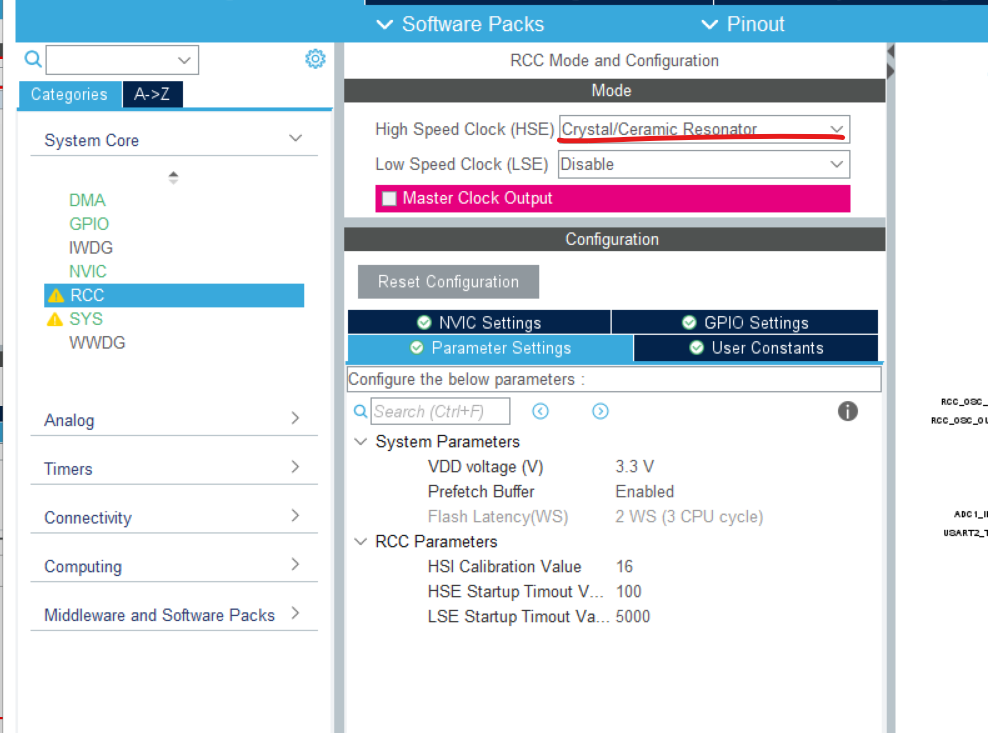 Software Packs
Pinout
RCC Mode and Configuration
Categories
A->Z
Mode
System Core
High Speed Clock (HSE) Crystal/Ceramic Resonator
Low Speed Clock (LSE) Disable
Master Clock Output
DMA
GPIO
IWDG
NVIC
RCC
SYS
WWDG
Configuration
Reset Configuration
NVIC Settings
GPIO Settings
Parameter Settings
User Constants
Configure the below parameters :
Search (Ctrl+F)
System Parameters
VDD voltage (V) 3.3 V
Prefetch Buffer Enabled
Flash Latency(WS) 2 WS (3 CPU cycle)
RCC Parameters
HSI Calibration Value 16
HSE Startup Timout V... 100
LSE Startup Timout Va... 5000
Analog
Timers
Connectivity
Computing
Middleware and Software Packs
RCC_OSC_
RCC_OSC_OU
ADC1_I
USART2_T